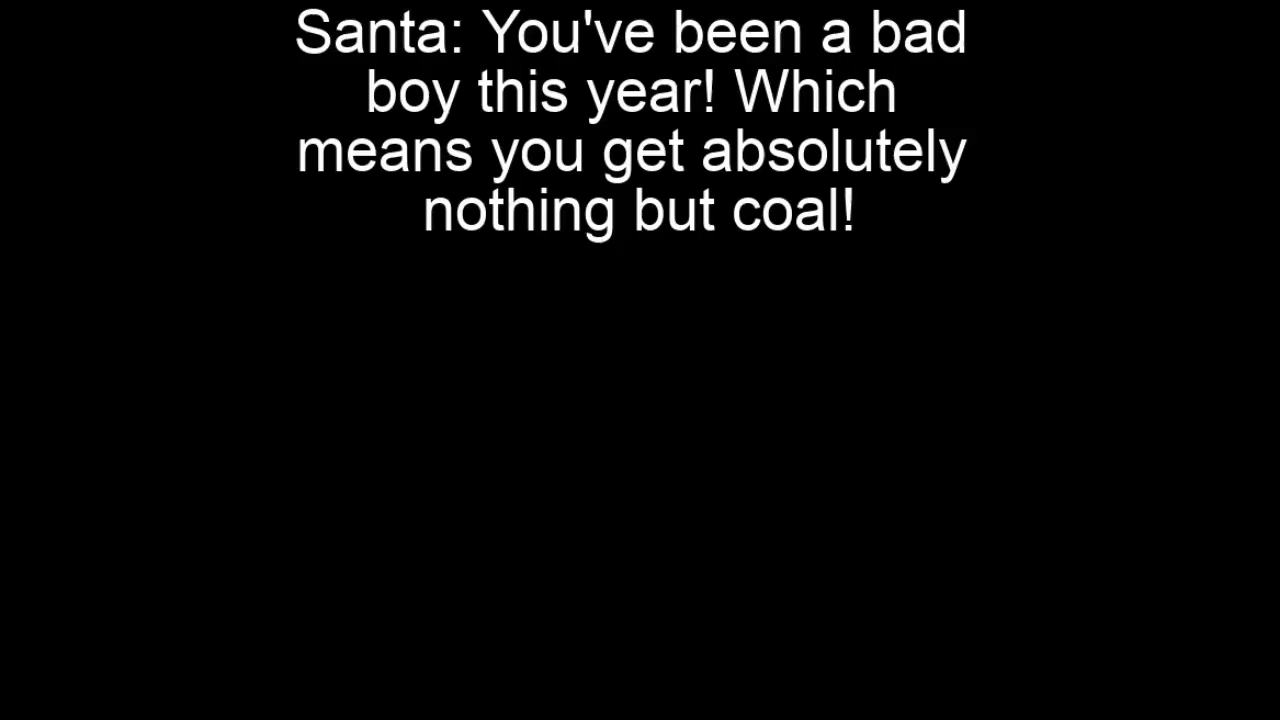 Santa: You've been a bad
boy this year! Which
means you get absolutely
nothing but coal!